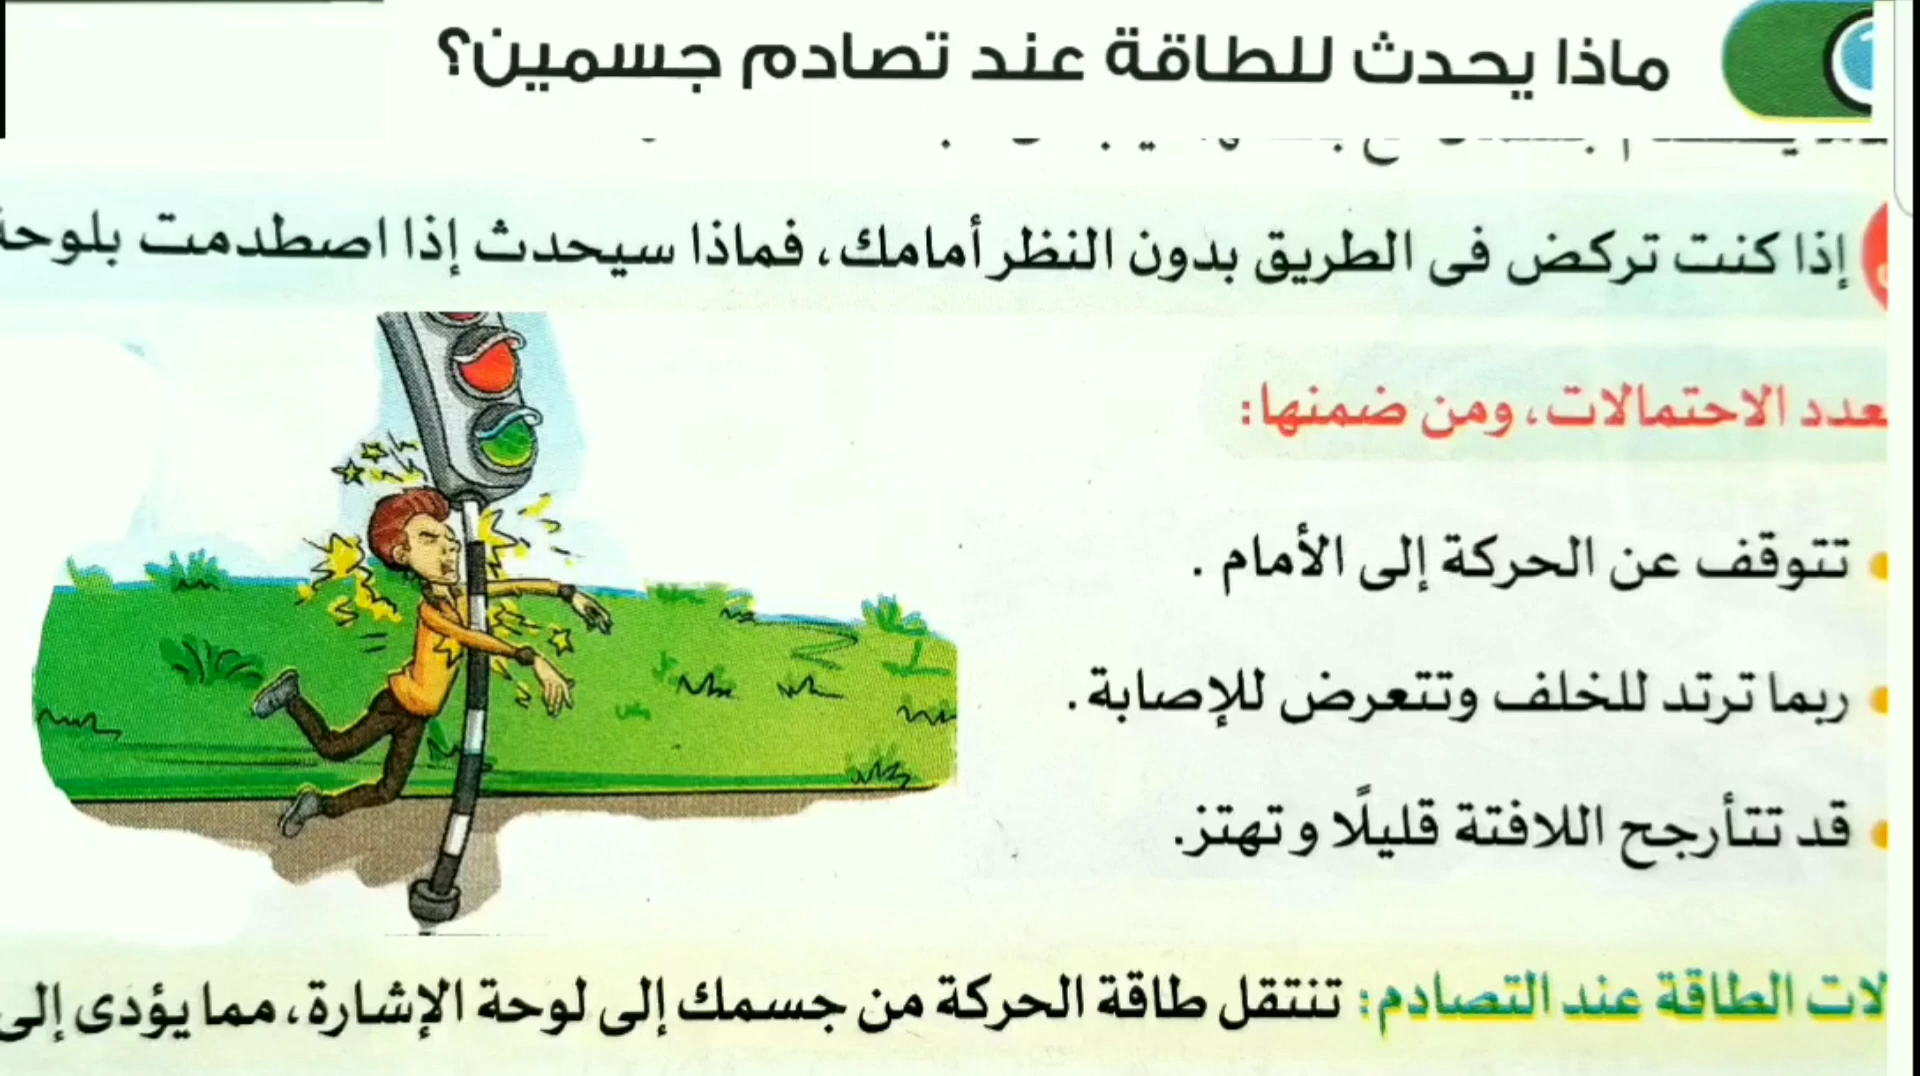 ماذا يحدث للطاقة عند تصادم جسمين؟
إذا كنت تركض فى الطريق بدون النظر أمامك، فماذا سيحدث إذا اصطدمت بلوحة
الاحتمالات، ومن ضمنها:
تتوقف عن الحركة إلى الأمام .
ربما ترتد للخلف وتتعرض للإصابة.
قد تتأرجح اللافتة قليلًا و تهتز.
الطاقة عند التصادم: تنتقل طاقة الحركة من جسمك إلى لوحة الإشارة، مما يؤدى إلى